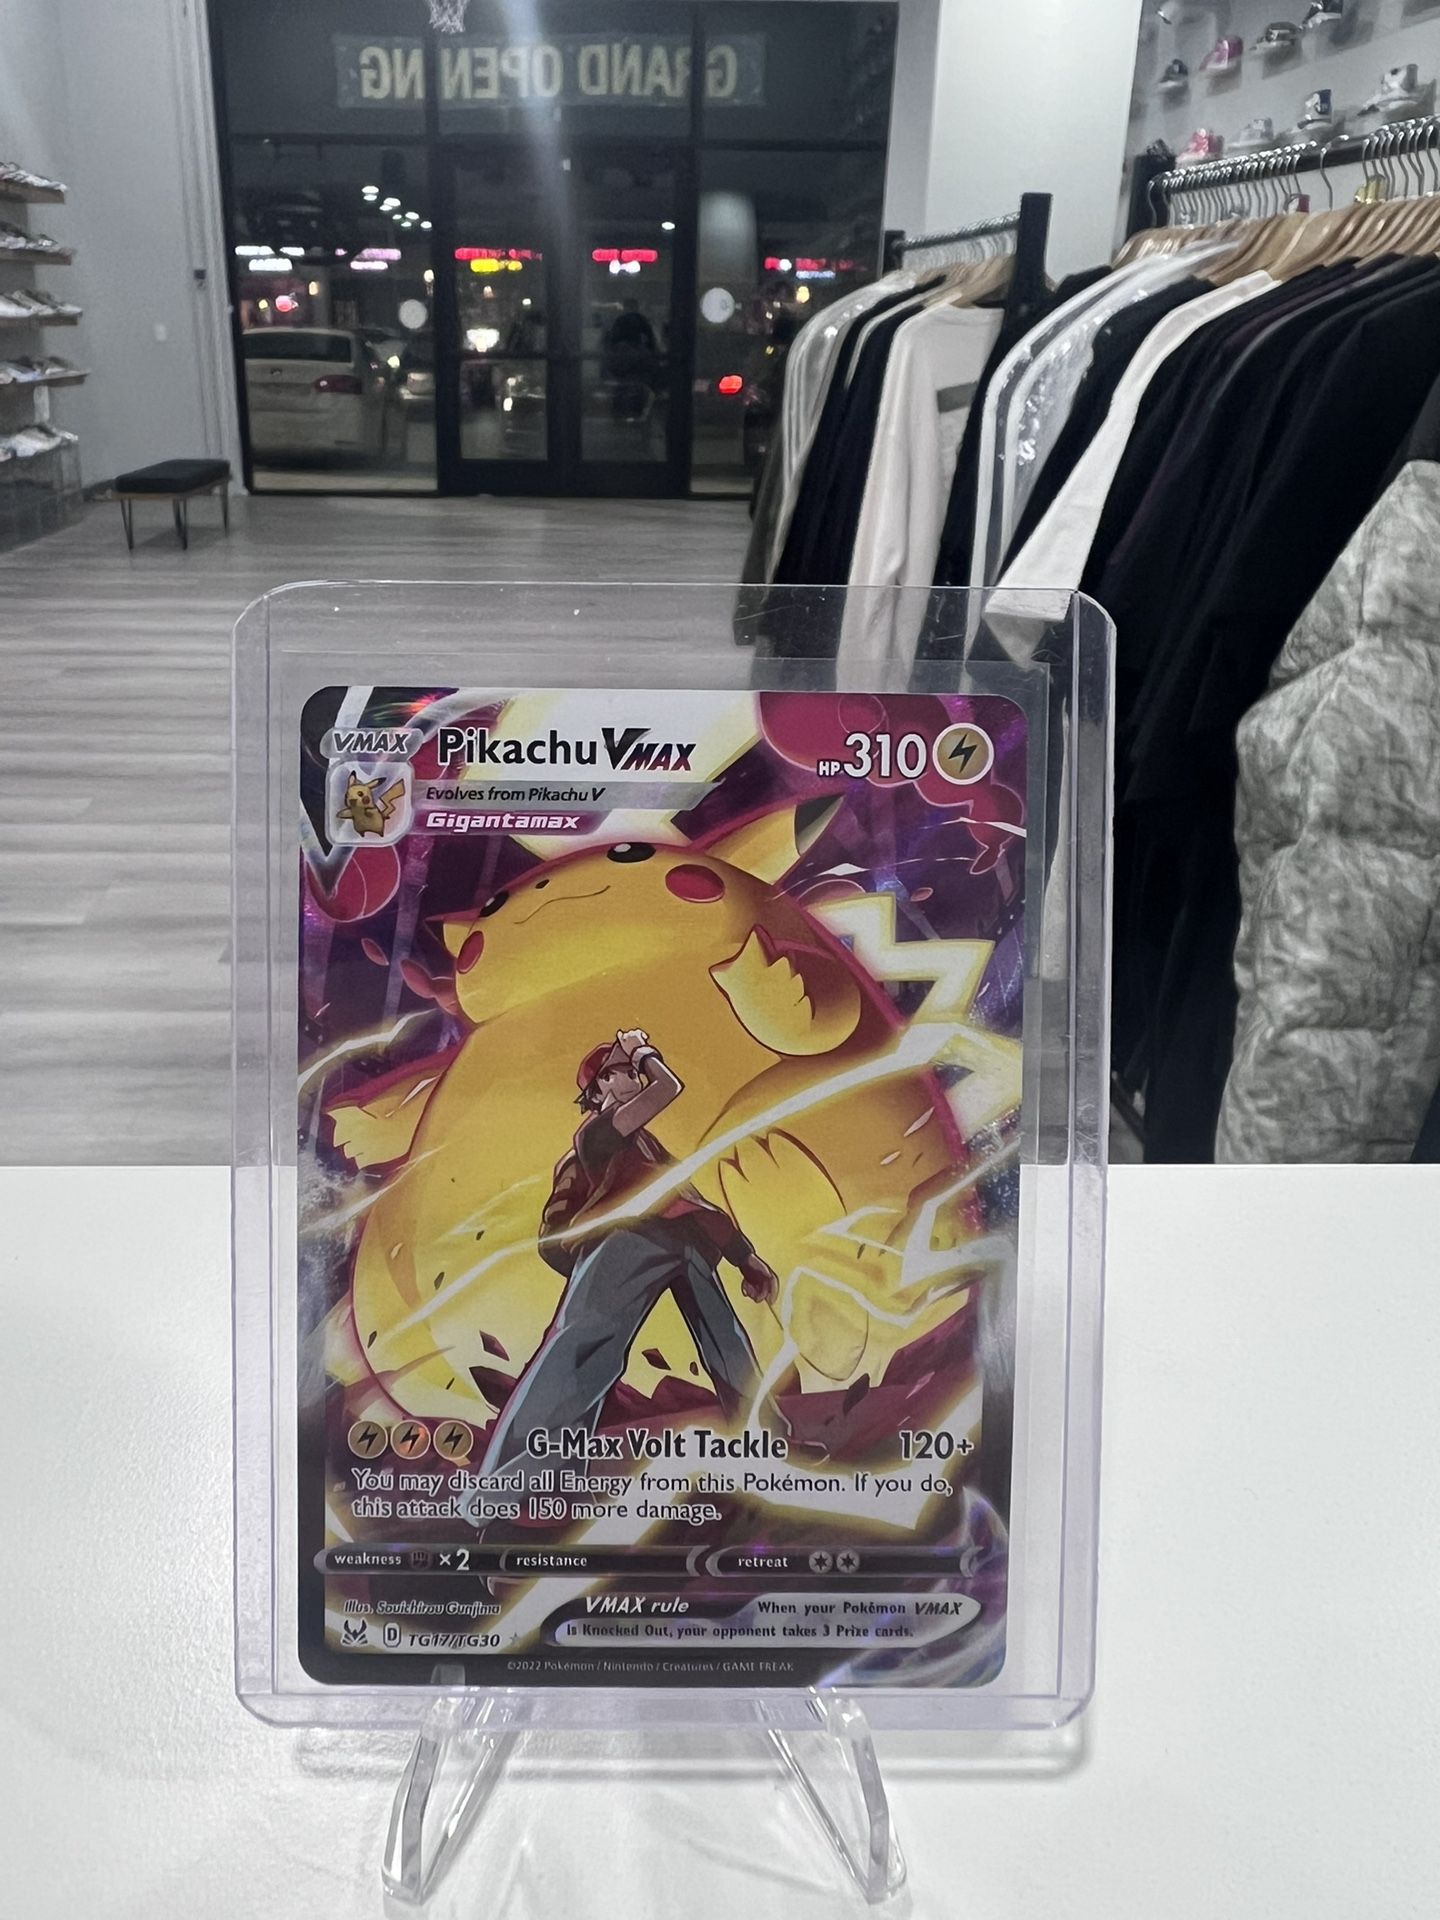 GRAND OPENING
VMAX
Pikachu VMAX
HP 310
Evolves from Pikachu V
Gigantamax
G-Max Volt Tackle 120+
You may discard all Energy from this Pokémon. If you do,
this attack does 150 more damage.
weakness ×2 resistance retreat
Illus. Souichirou Gunjima
VMAX rule When your Pokémon VMAX
is Knocked Out, your opponent takes 3 Prize cards.
D TG17/TG30
©2022 Pokémon / Nintendo / Creatures / GAME FREAK